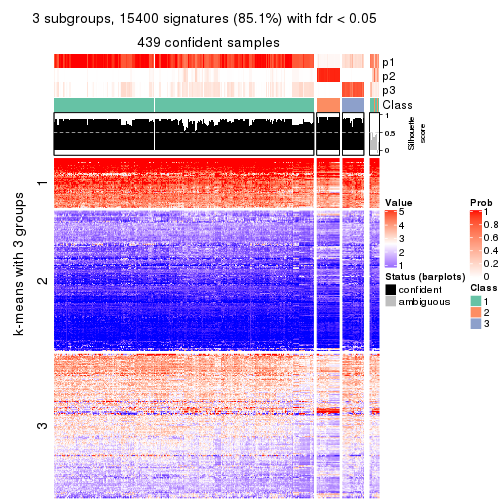 3 subgroups, 15400 signatures (85.1%) with fdr < 0.05
439 confident samples
p1
p2
p3
Class
1
0.5
0
Silhouette
score
k-means with 3 groups
1
2
3
Value
5
4
3
2
1
Status (barplots)
confident
ambiguous
Prob
1
0.8
0.6
0.4
0.2
0
Class
1
2
3